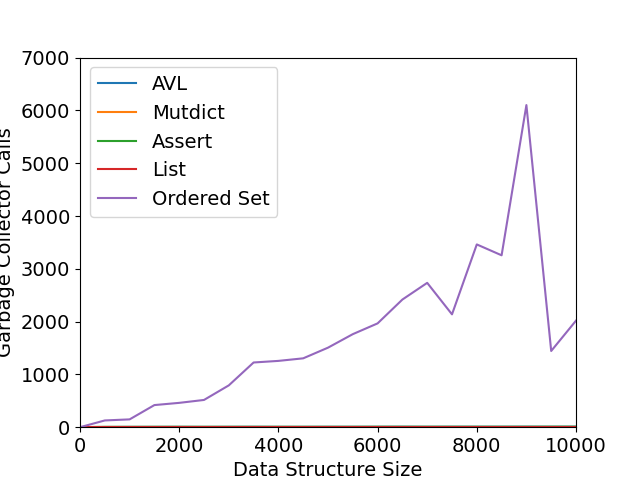 7000
6000
5000
4000
3000
2000
1000
0
Garbage Collector Calls
AVL
Mutdict
Assert
List
Ordered Set
0 2000 4000 6000 8000 10000
Data Structure Size